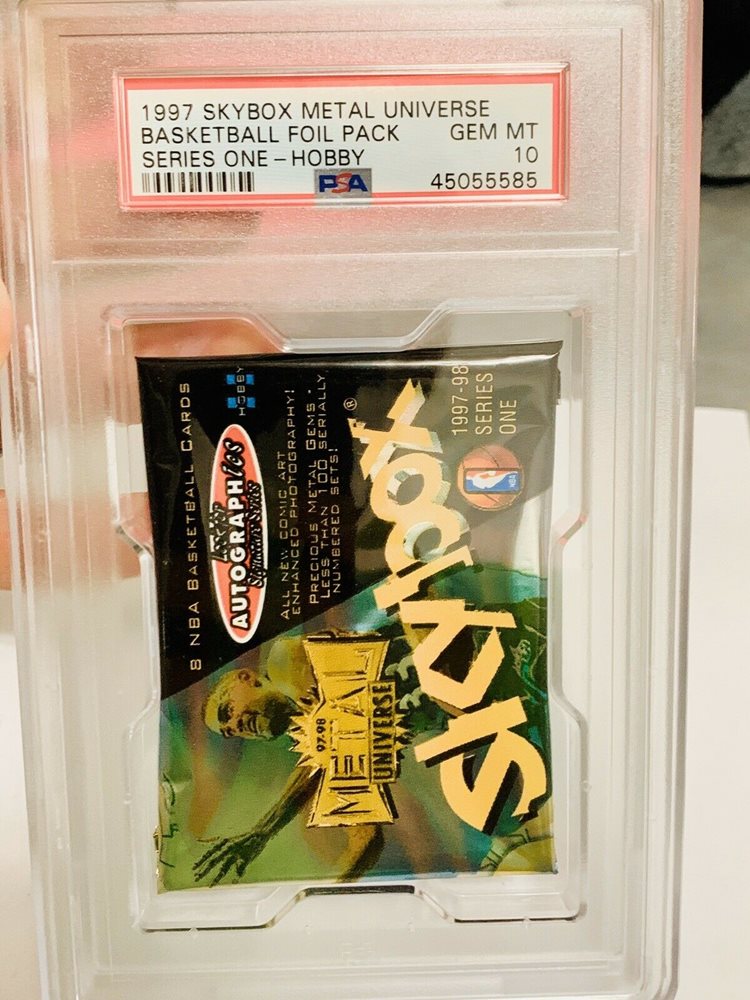 1997 SKYBOX METAL UNIVERSE
BASKETBALL FOIL PACK GEM MT
SERIES ONE - HOBBY 10
PSA 45055585
8 NBA BASKETBALL CARDS
HOBBY
AUTOGRAPHics
ALL NEW COMIC ART
ENHANCED PHOTOGRAPHY!
PRECIOUS METAL GEMS -
LESS THAN 100 SERIALLY
NUMBERED SETS!
SKYBOX®
1997-98
SERIES
ONE
NBA
97-98
METAL
UNIVERSE